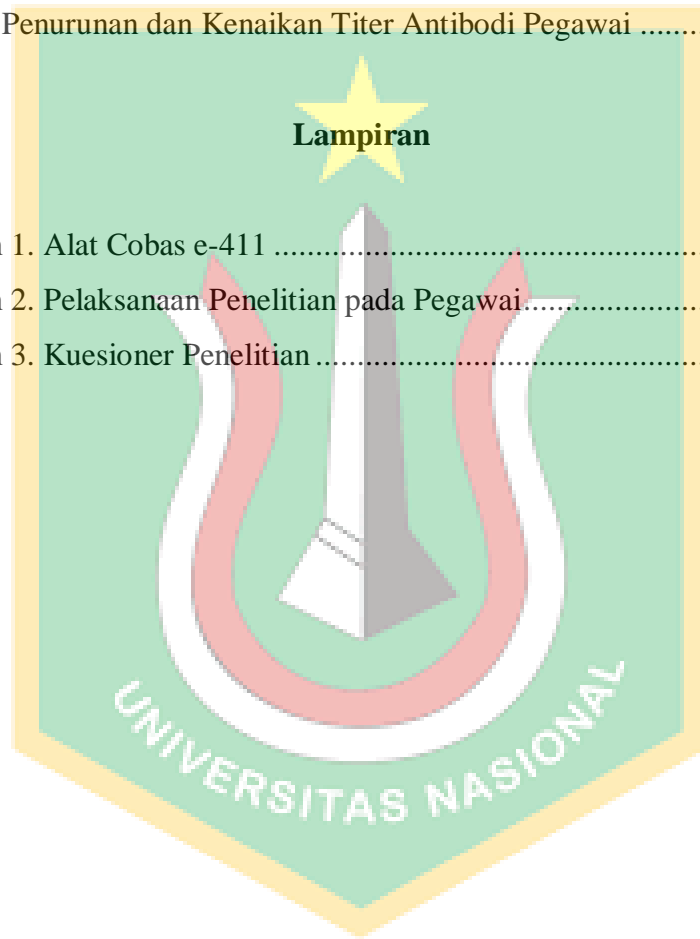 Penurunan dan Kenaikan Titer Antibodi Pegawai .......
Lampiran
1. Alat Cobas e-411 ...................................................
2. Pelaksanaan Penelitian pada Pegawai.....................
3. Kuesioner Penelitian ..............................................
UNIVERSITAS NASIONAL